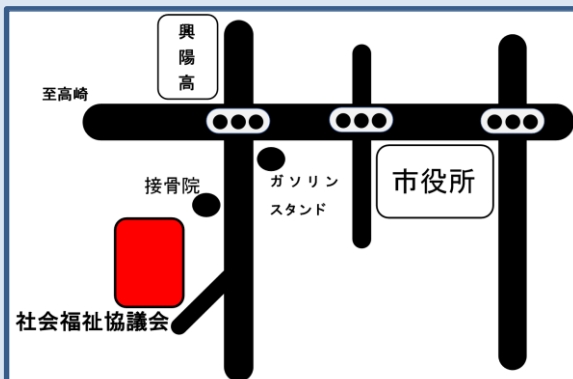 興陽高
至高崎
接骨院
ガソリン
スタンド
市役所
社会福祉協議会